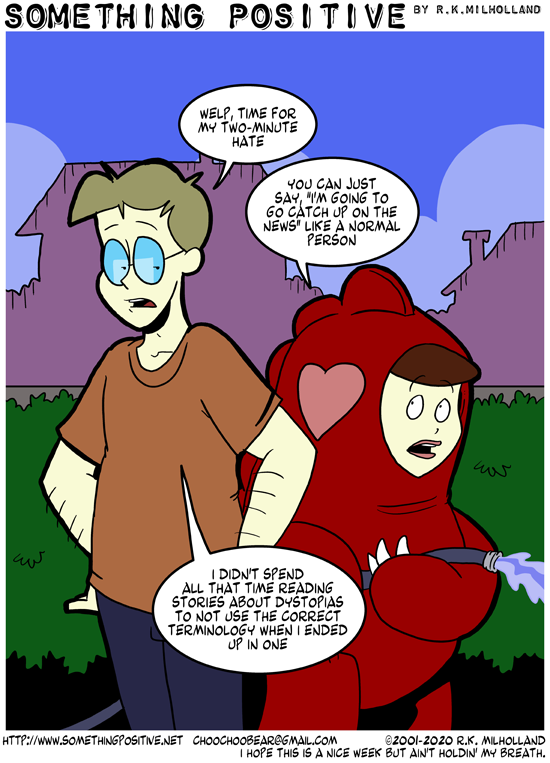 SOMETHING POSITIVE BY R.K.MILHOLLAND
WELP, TIME FOR
MY TWO-MINUTE
HATE
YOU CAN JUST
SAY, "I'M GOING TO
GO CATCH UP ON THE
NEWS" LIKE A NORMAL
PERSON
I DIDN'T SPEND
ALL THAT TIME READING
STORIES ABOUT DYSTOPIAS
TO NOT USE THE CORRECT
TERMINOLOGY WHEN I ENDED
UP IN ONE
HTTP://WWW.SOMETHINGPOSITIVE.NET CHOOCHOOBEAR@GMAIL.COM ©2001-2020 R.K. MILHOLLAND
I HOPE THIS IS A NICE WEEK BUT AIN'T HOLDIN' MY BREATH.